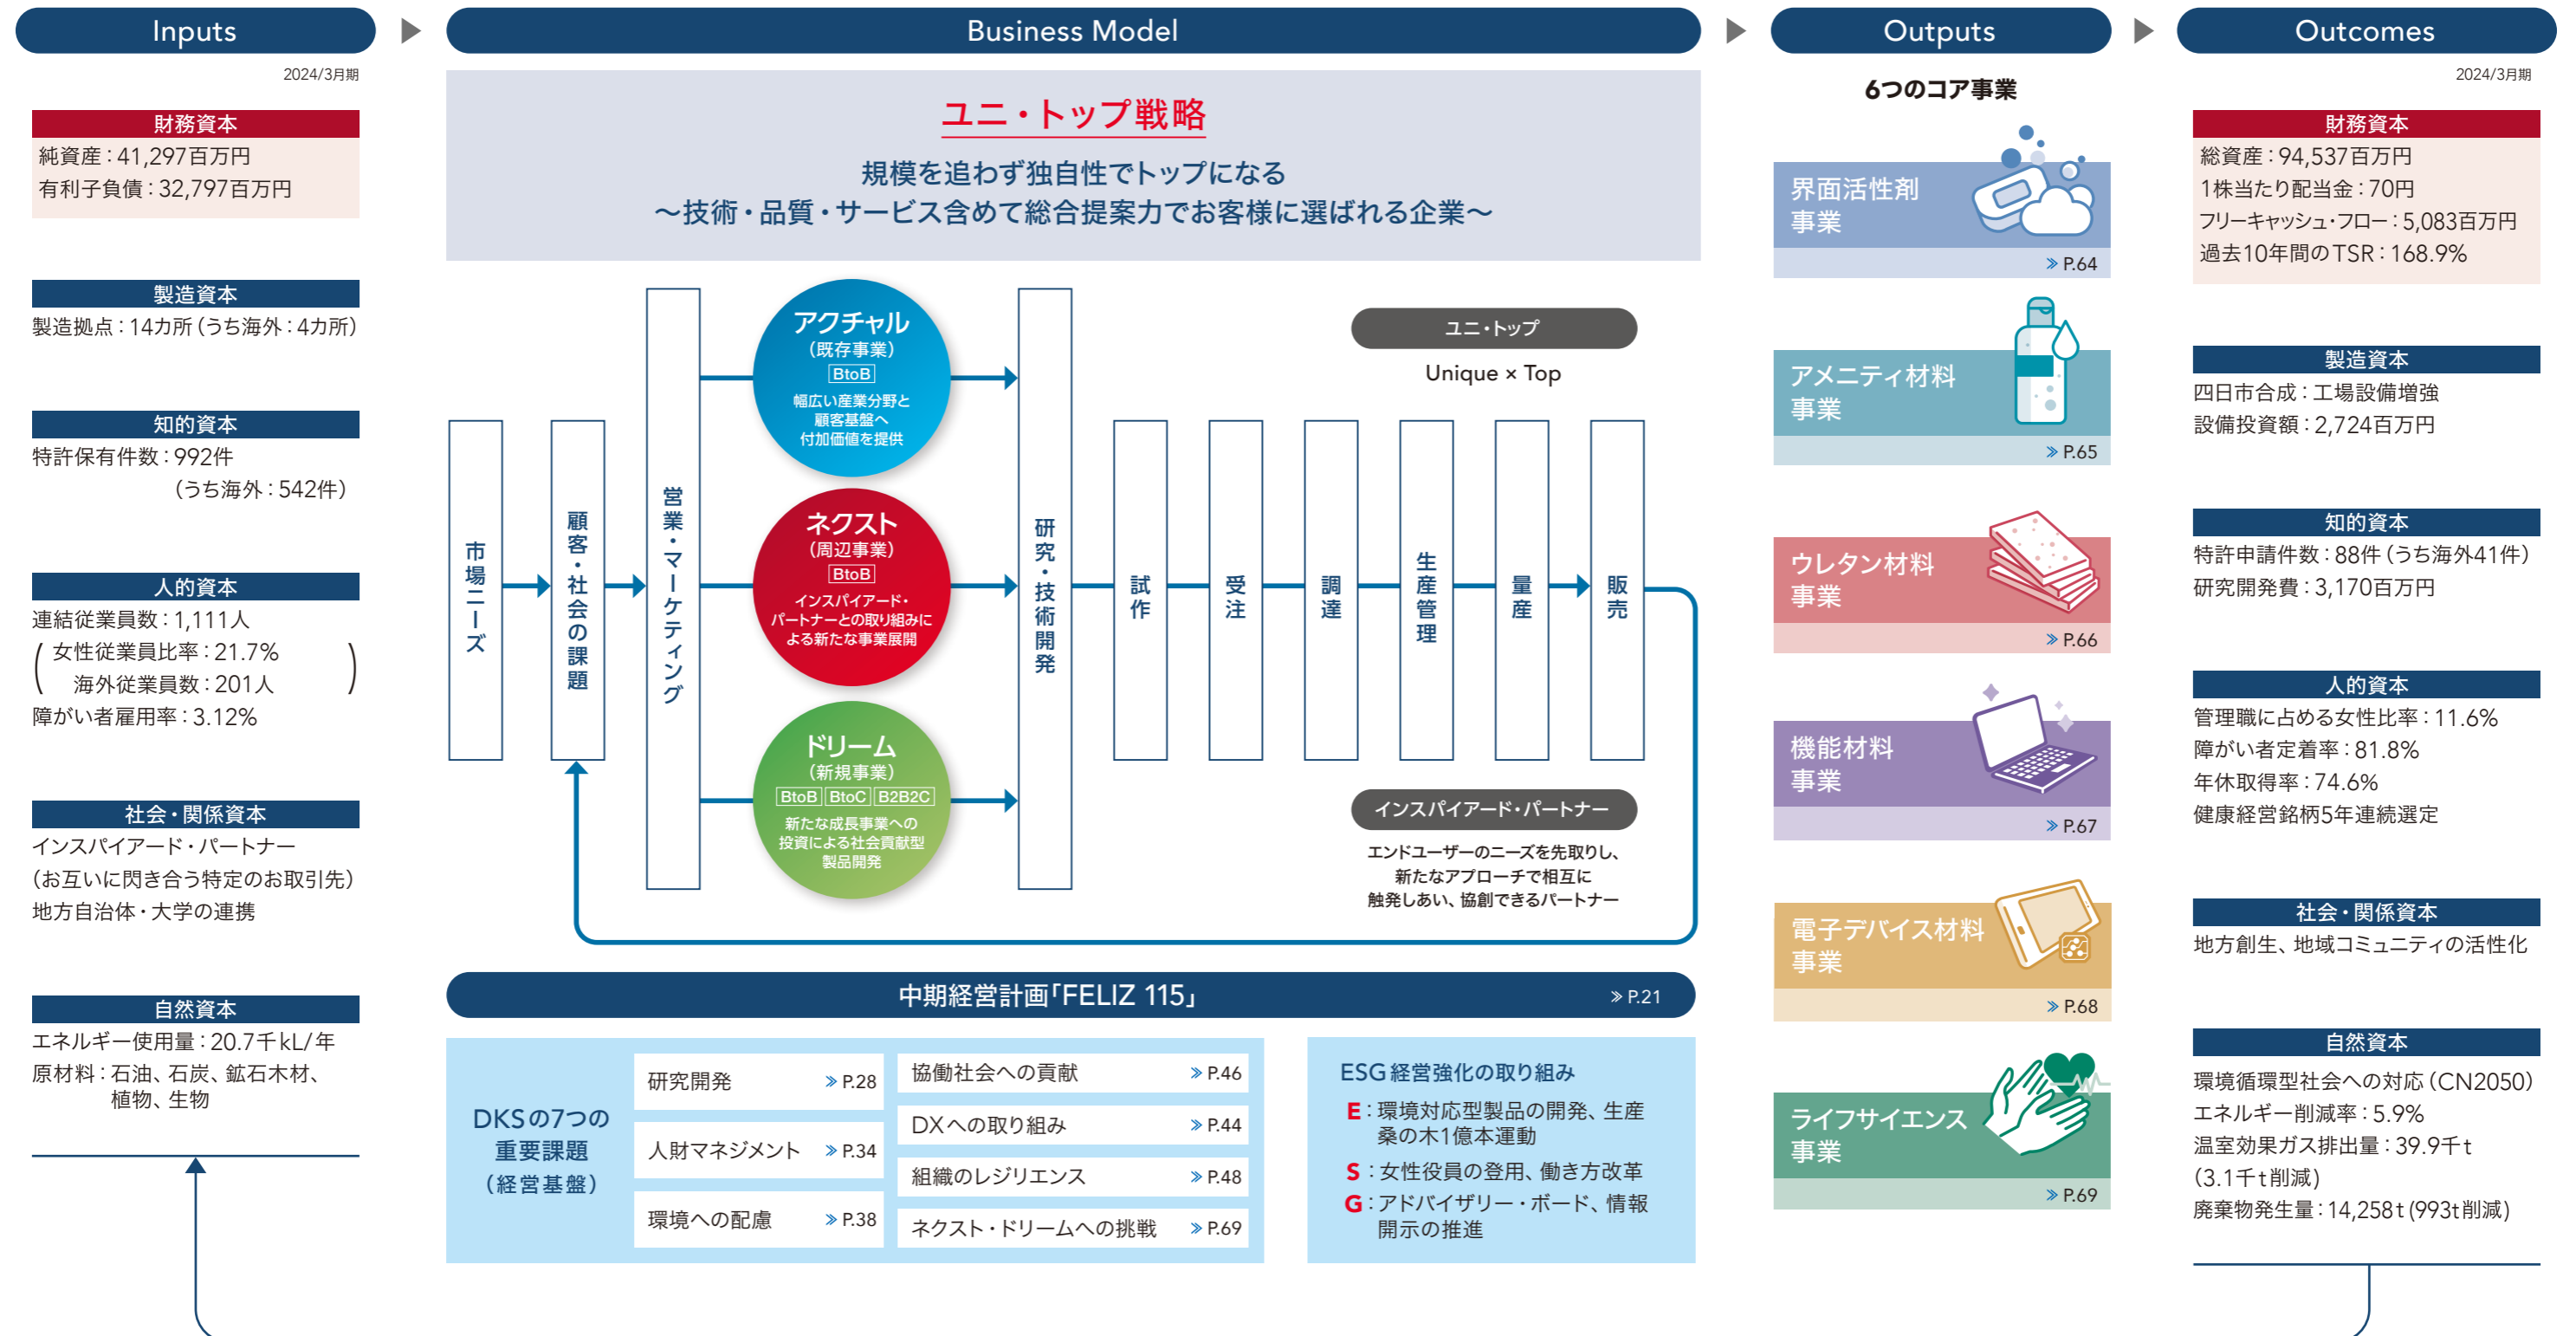 Inputs
2024/3月期
財務資本
純資産：41,297百万円
有利子負債：32,797百万円
製造資本
製造拠点：14カ所（うち海外：4カ所）
知的資本
特許保有件数：992件
（うち海外：542件）
人的資本
連結従業員数：1,111人
（女性従業員比率：21.7%
海外従業員数：201人）
障がい者雇用率：3.12%
社会・関係資本
インスパイアード・パートナー
（お互いに閃き合う特定のお取引先）
地方自治体・大学の連携
自然資本
エネルギー使用量：20.7千kL/年
原材料：石油、石炭、鉱石木材、
植物、生物
Business Model
ユニ・トップ戦略
規模を追わず独自性でトップになる
～技術・品質・サービス含めて総合提案力でお客様に選ばれる企業～
市場ニーズ
顧客・社会の課題
営業・マーケティング
アクチャル
（既存事業）
BtoB
幅広い産業分野と
顧客基盤へ
付加価値を提供
ネクスト
（周辺事業）
BtoB
インスパイアード・
パートナーとの取り組みに
よる新たな事業展開
ドリーム
（新規事業）
BtoB BtoC B2B2C
新たな成長事業への
投資による社会貢献型
製品開発
研究・技術開発
試作
受注
調達
生産管理
量産
販売
ユニ・トップ
Unique × Top
インスパイアード・パートナー
エンドユーザーのニーズを先取りし、
新たなアプローチで相互に
触発しあい、協創できるパートナー
中期経営計画「FELIZ 115」
≫ P.21
DKSの7つの
重要課題
（経営基盤）
研究開発 ≫ P.28
人財マネジメント ≫ P.34
環境への配慮 ≫ P.38
協働社会への貢献 ≫ P.46
DXへの取り組み ≫ P.44
組織のレジリエンス ≫ P.48
ネクスト・ドリームへの挑戦 ≫ P.69
ESG経営強化の取り組み
E：環境対応型製品の開発、生産
桑の木1億本運動
S：女性役員の登用、働き方改革
G：アドバイザリー・ボード、情報
開示の推進
Outputs
6つのコア事業
界面活性剤
事業
≫ P.64
アメニティ材料
事業
≫ P.65
ウレタン材料
事業
≫ P.66
機能材料
事業
≫ P.67
電子デバイス材料
事業
≫ P.68
ライフサイエンス
事業
≫ P.69
Outcomes
2024/3月期
財務資本
総資産：94,537百万円
1株当たり配当金：70円
フリーキャッシュ・フロー：5,083百万円
過去10年間のTSR：168.9%
製造資本
四日市合成：工場設備増強
設備投資額：2,724百万円
知的資本
特許申請件数：88件（うち海外41件）
研究開発費：3,170百万円
人的資本
管理職に占める女性比率：11.6%
障がい者定着率：81.8%
年休取得率：74.6%
健康経営銘柄5年連続選定
社会・関係資本
地方創生、地域コミュニティの活性化
自然資本
環境循環型社会への対応（CN2050）
エネルギー削減率：5.9%
温室効果ガス排出量：39.9千t
(3.1千t削減)
廃棄物発生量：14,258t (993t削減)